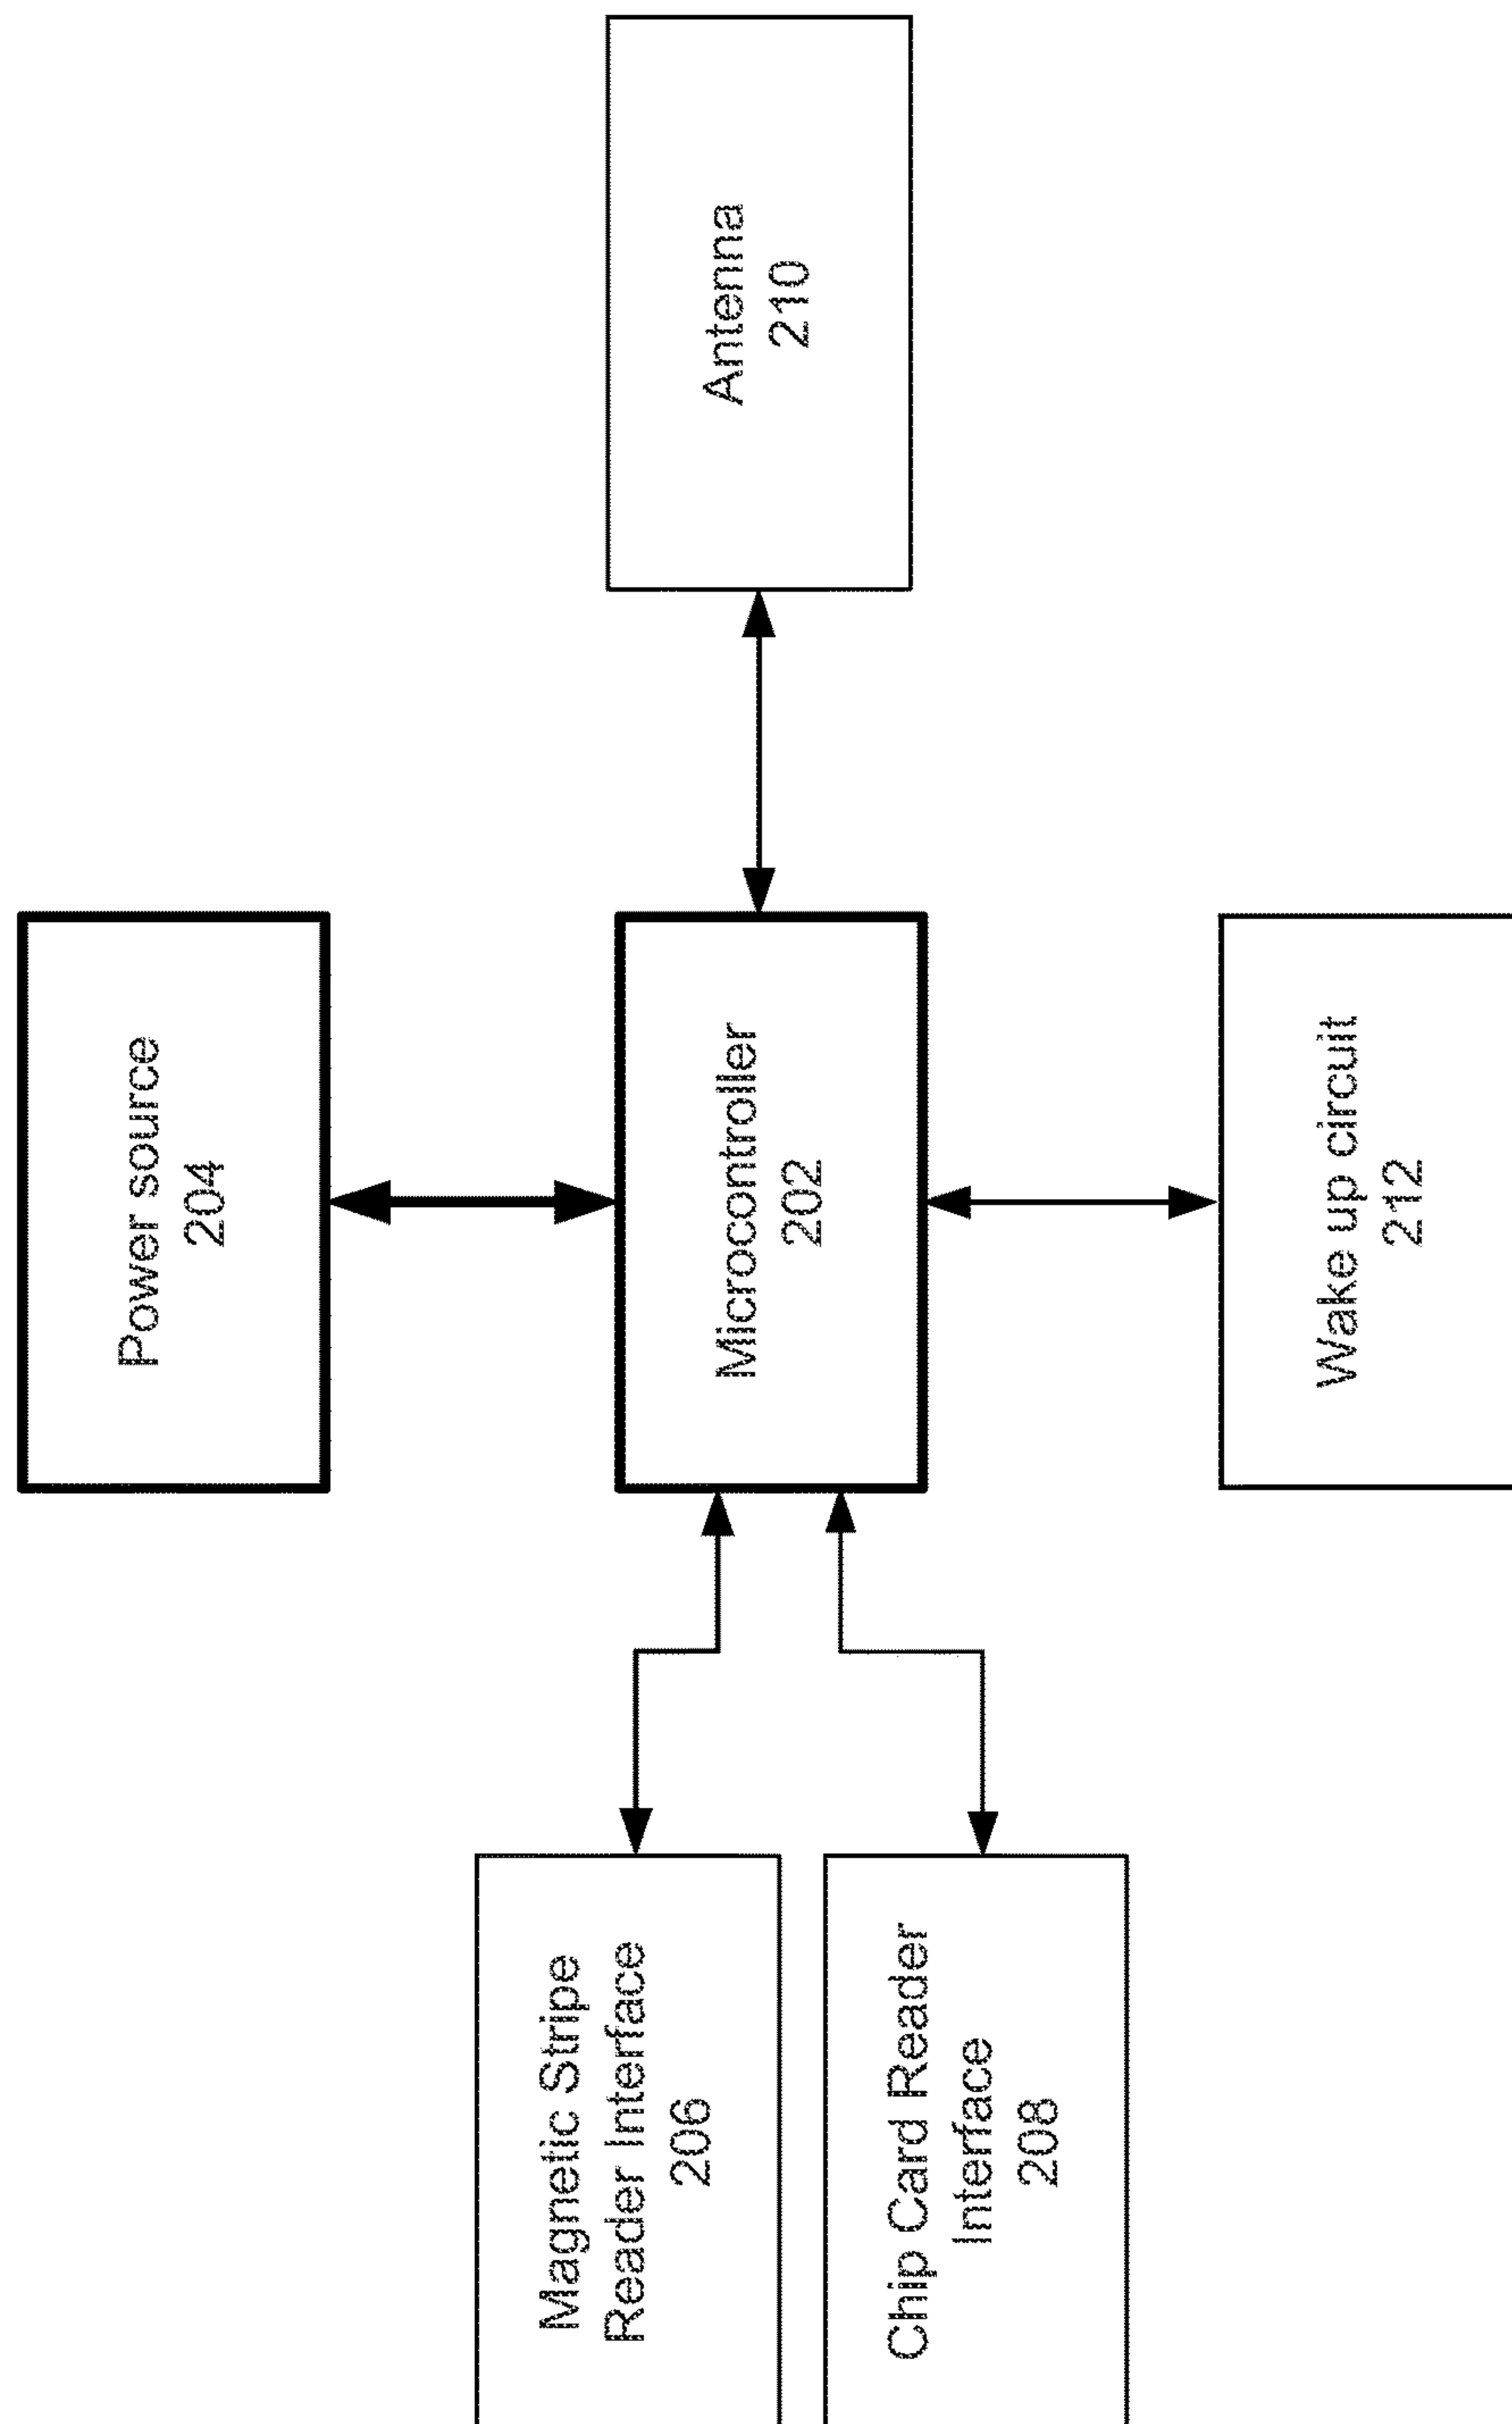 Power source
204
Magnetic Stripe
Reader Interface
206
Microcontroller
202
Antenna
210
Chip Card Reader
Interface
208
Wake up circuit
212